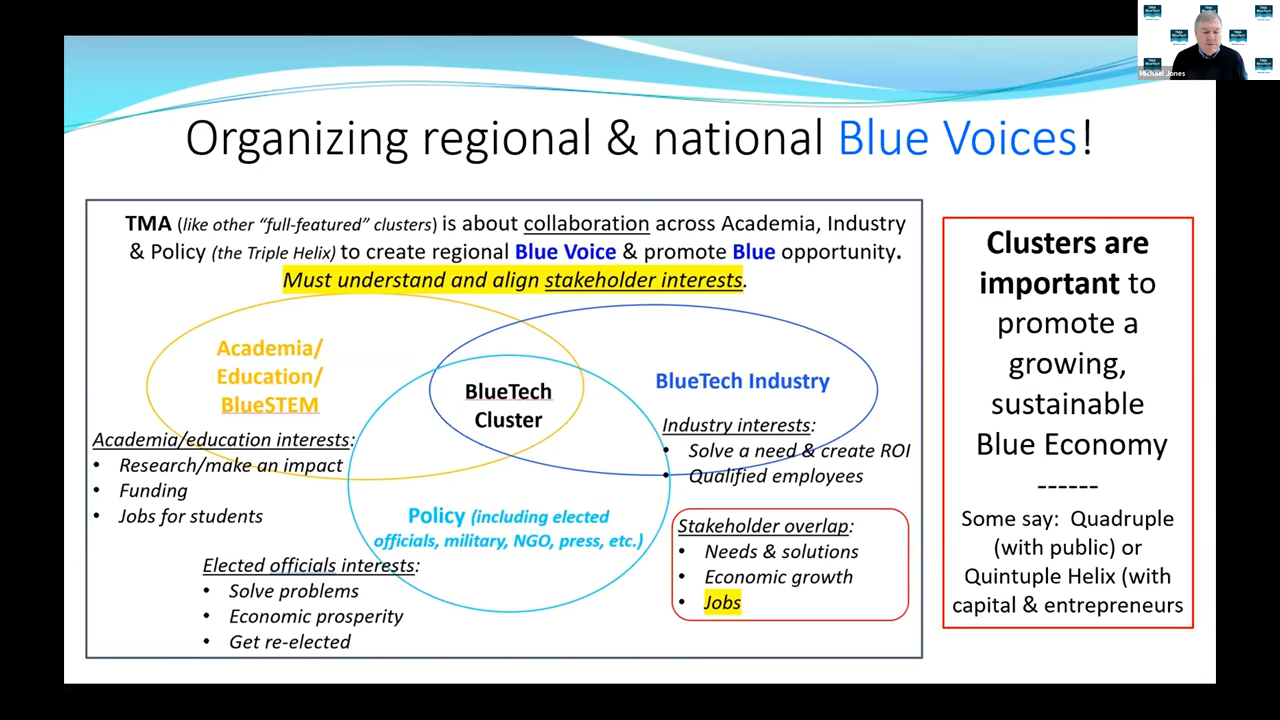 TMA BlueTech
Michael Jones
Organizing regional & national Blue Voices!
TMA (like other “full-featured” clusters) is about collaboration across Academia, Industry
& Policy (the Triple Helix) to create regional Blue Voice & promote Blue opportunity.
Must understand and align stakeholder interests.
Academia/
Education/
BlueSTEM
BlueTech
Cluster
BlueTech Industry
Academia/education interests:
• Research/make an impact
• Funding
• Jobs for students
Industry interests:
• Solve a need & create ROI
• Qualified employees
Policy (including elected
officials, military, NGO, press, etc.)
Elected officials interests:
• Solve problems
• Economic prosperity
• Get re-elected
Stakeholder overlap:
• Needs & solutions
• Economic growth
• Jobs
Clusters are
important to
promote a
growing,
sustainable
Blue Economy
------
Some say:  Quadruple
(with public) or
Quintuple Helix (with
capital & entrepreneurs